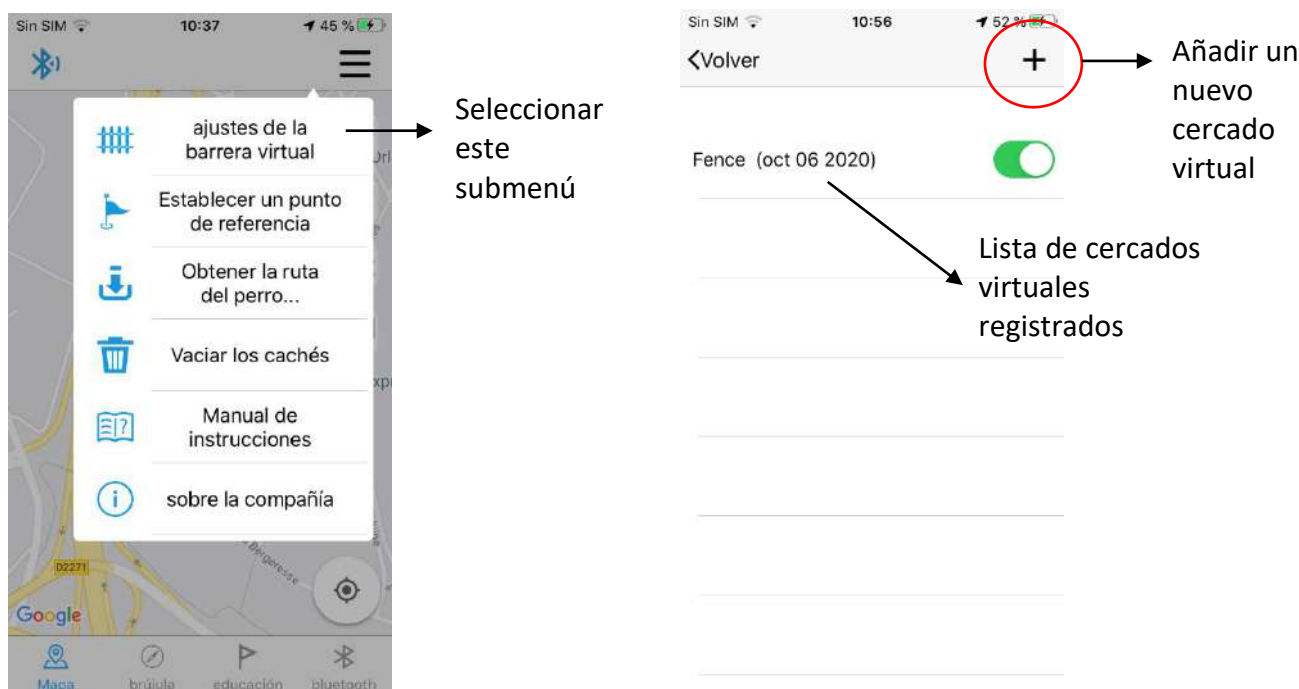 Sin SIM 10:37 45 %
ajustes de la
barrera virtual
Establecer un punto
de referencia
Obtener la ruta
del perro...
Vaciar los cachés
Manual de
instrucciones
sobre la compañía
D2271
Bergeresse
Google
Mapa brújula educación bluetooth
Seleccionar
este
submenú
Sin SIM 10:56 52 %
Volver
+
Fence (oct 06 2020)
Añadir un
nuevo
cercado
virtual
Lista de cercados
virtuales
registrados